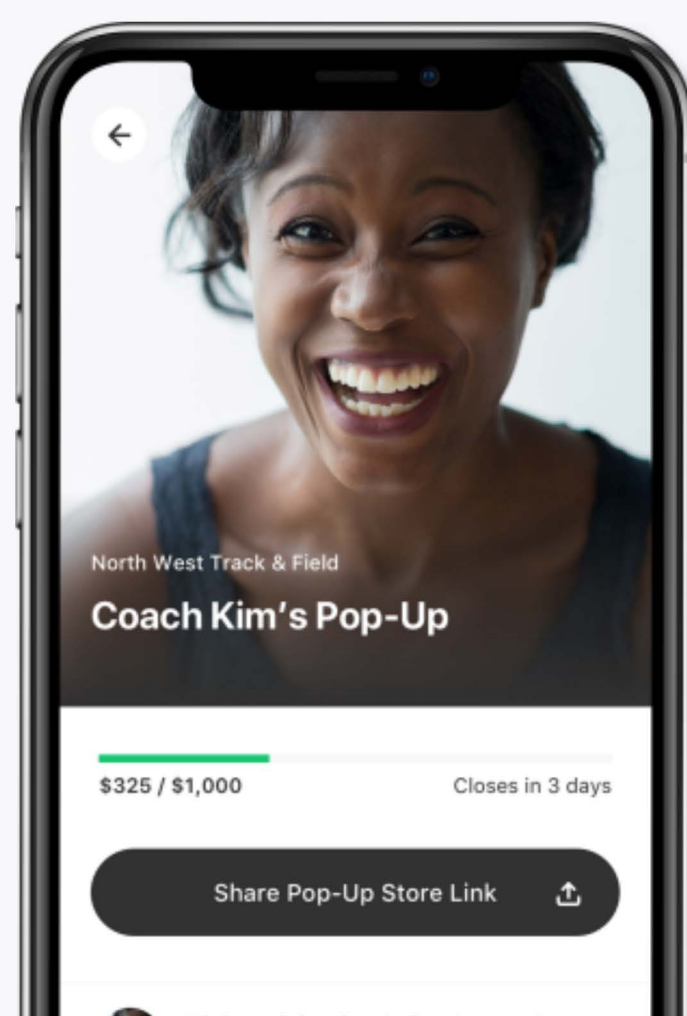 North West Track & Field
Coach Kim's Pop-Up
$325 / $1,000
Closes in 3 days
Share Pop-Up Store Link